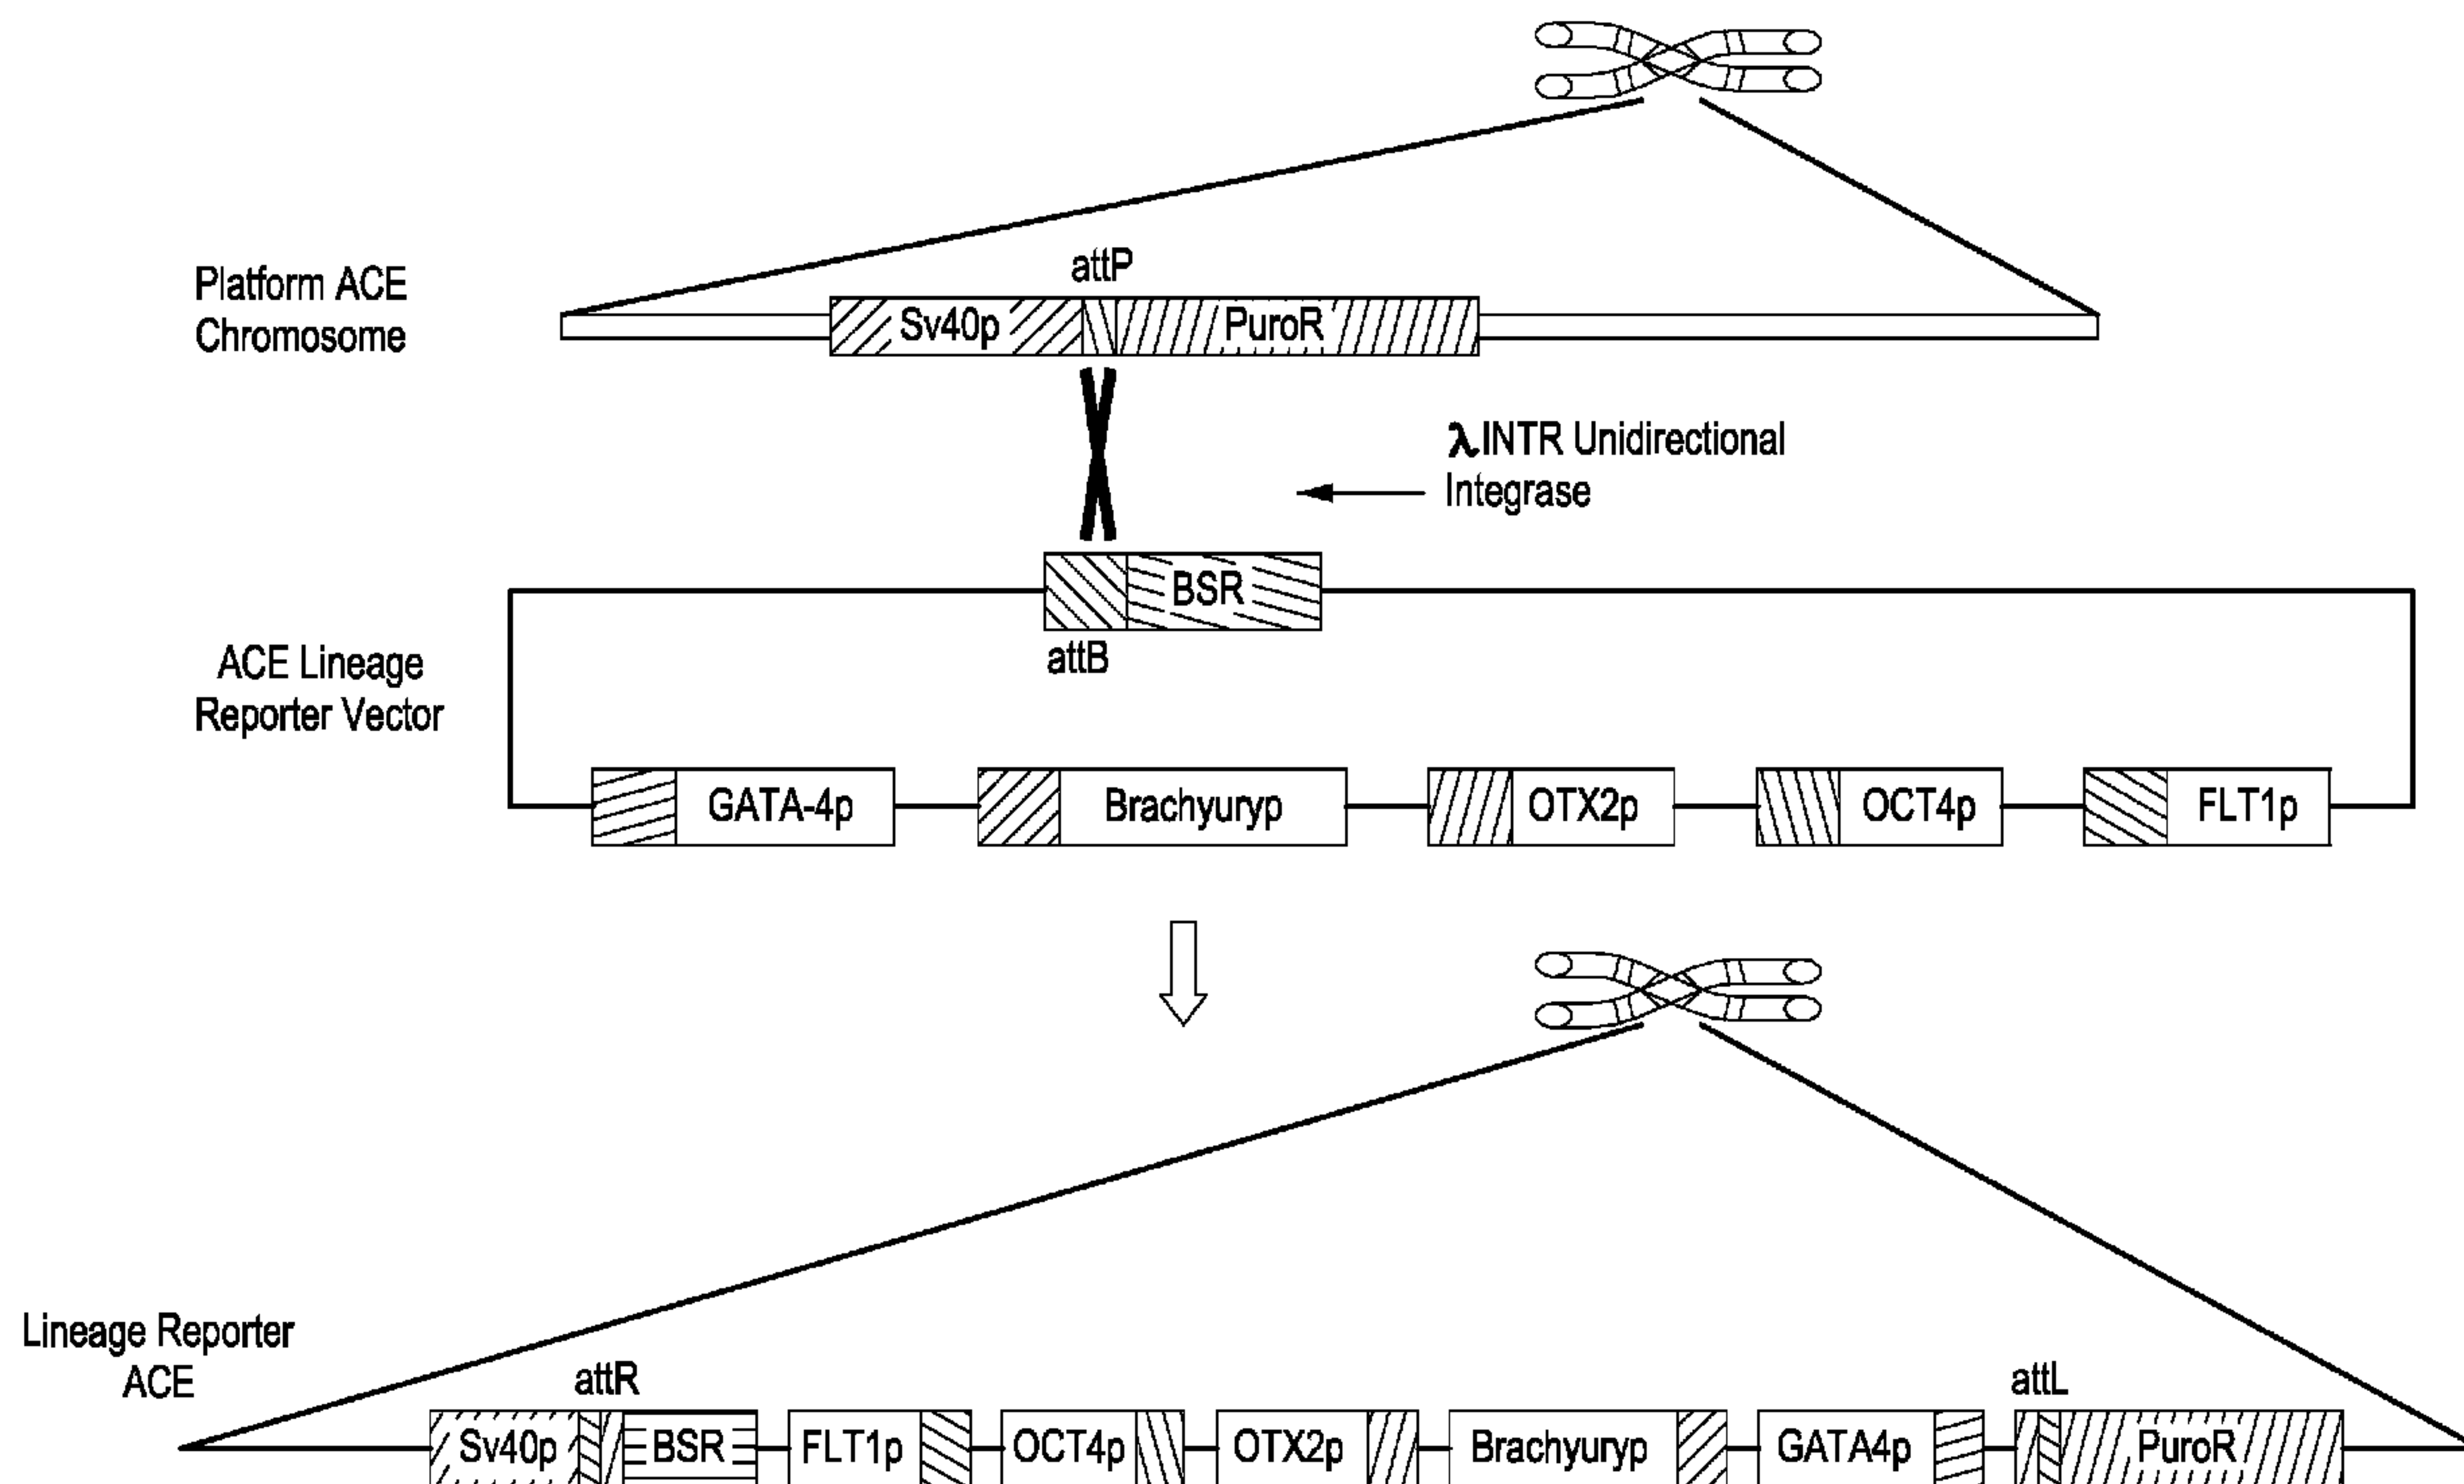 attP
Platform ACE
Chromosome
Sv40p
PuroR
λINTR Unidirectional
Integrase
BSR
attB
ACE Lineage
Reporter Vector
GATA-4p
Brachyuryp
OTX2p
OCT4p
FLT1p
Lineage Reporter
ACE
attR
attL
Sv40p
BSR
FLT1p
OCT4p
OTX2p
Brachyuryp
GATA4p
PuroR